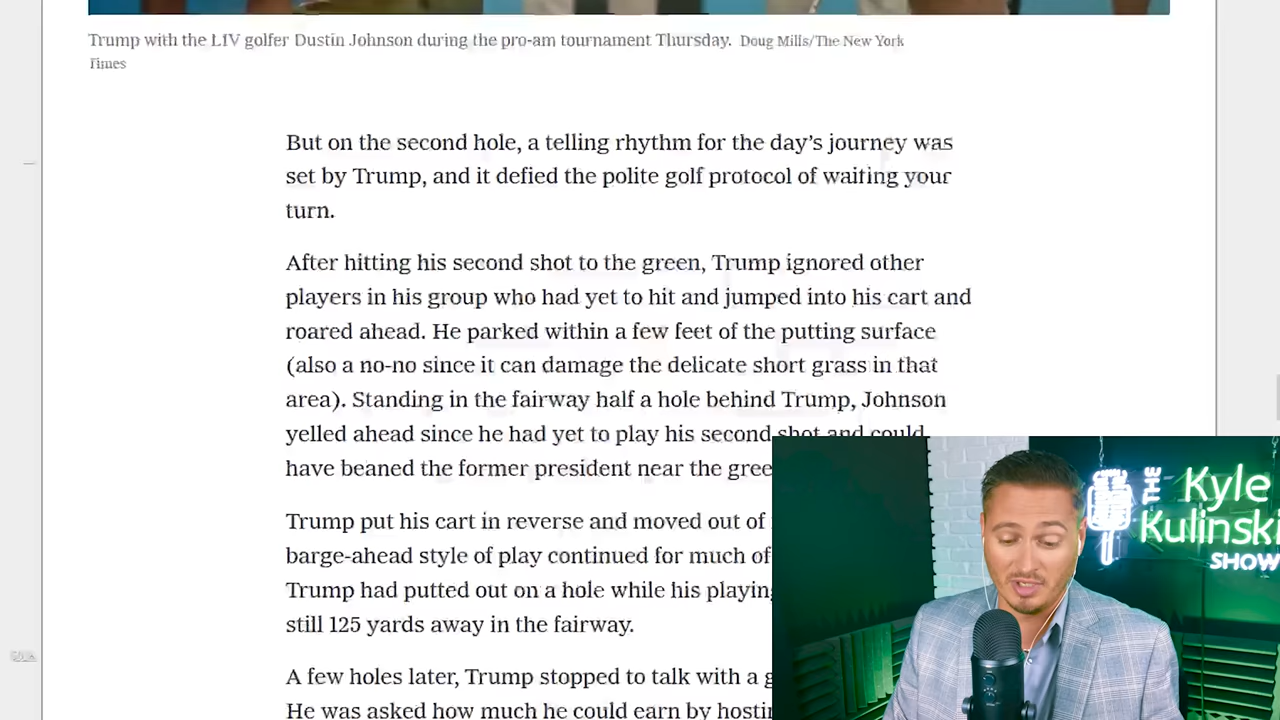 Trump with the LIV golfer Dustin Johnson during the pro-am tournament Thursday. Doug Mills/The New York
Times
But on the second hole, a telling rhythm for the day's journey was
set by Trump, and it defied the polite golf protocol of waiting your
turn.
After hitting his second shot to the green, Trump ignored other
players in his group who had yet to hit and jumped into his cart and
roared ahead. He parked within a few feet of the putting surface
(also a no-no since it can damage the delicate short grass in that
area). Standing in the fairway half a hole behind Trump, Johnson
yelled ahead since he had yet to play his second shot and could
have beaned the former president near the gree
Trump put his cart in reverse and moved out of
barge-ahead style of play continued for much of
Trump had putted out on a hole while his playing
still 125 yards away in the fairway.
A few holes later, Trump stopped to talk with a g
He was asked how much he could earn by hostin
THE
Kyle
Kulinski
SHOW